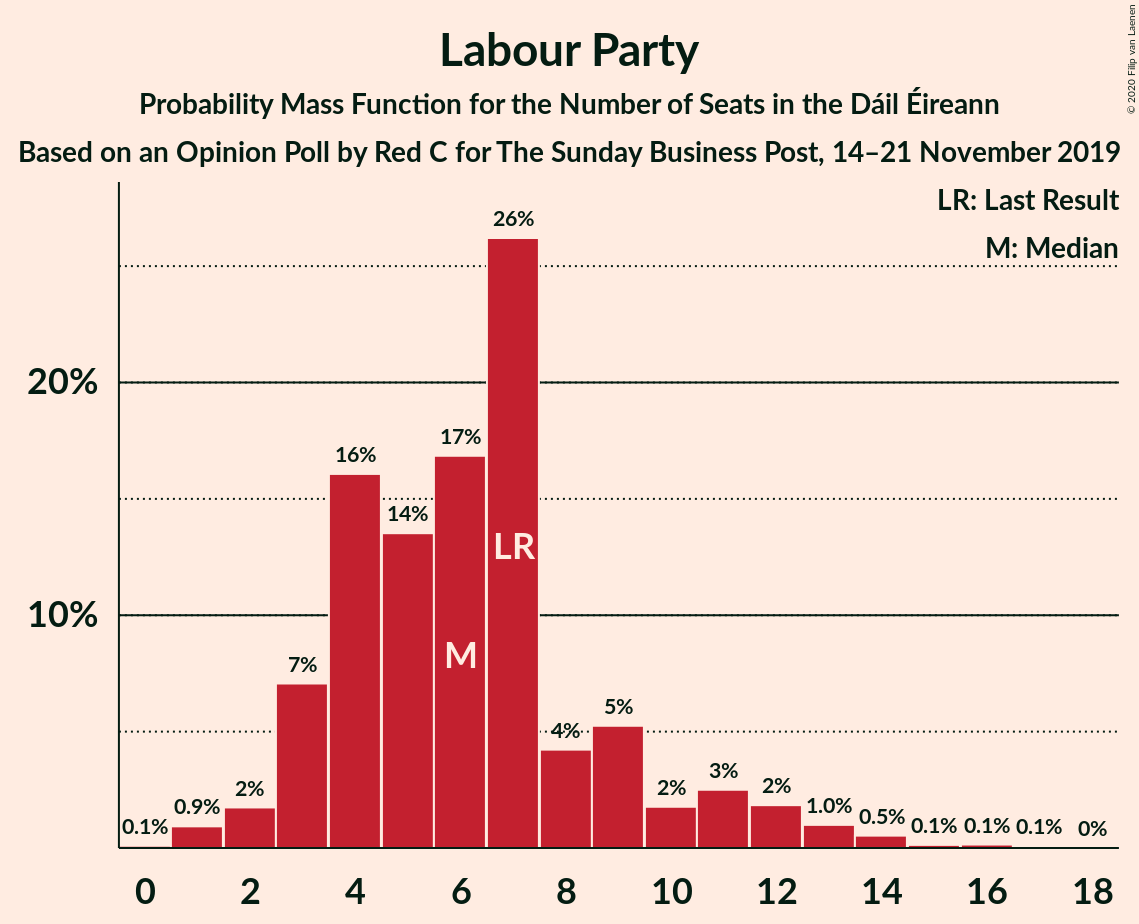 Labour Party
Probability Mass Function for the Number of Seats in the Dáil Éireann
Based on an Opinion Poll by Red C for The Sunday Business Post, 14–21 November 2019
© 2020 Filip van Laenen
LR: Last Result
M: Median
26%
20%
17%
16%
14%
LR
10%
M
7%
5%
4%
3%
2%
2%
2%
0.9%
1.0%
0.5%
0.1%
0.1%
0.1%
0.1%
0%
0 2 4 6 8 10 12 14 16 18